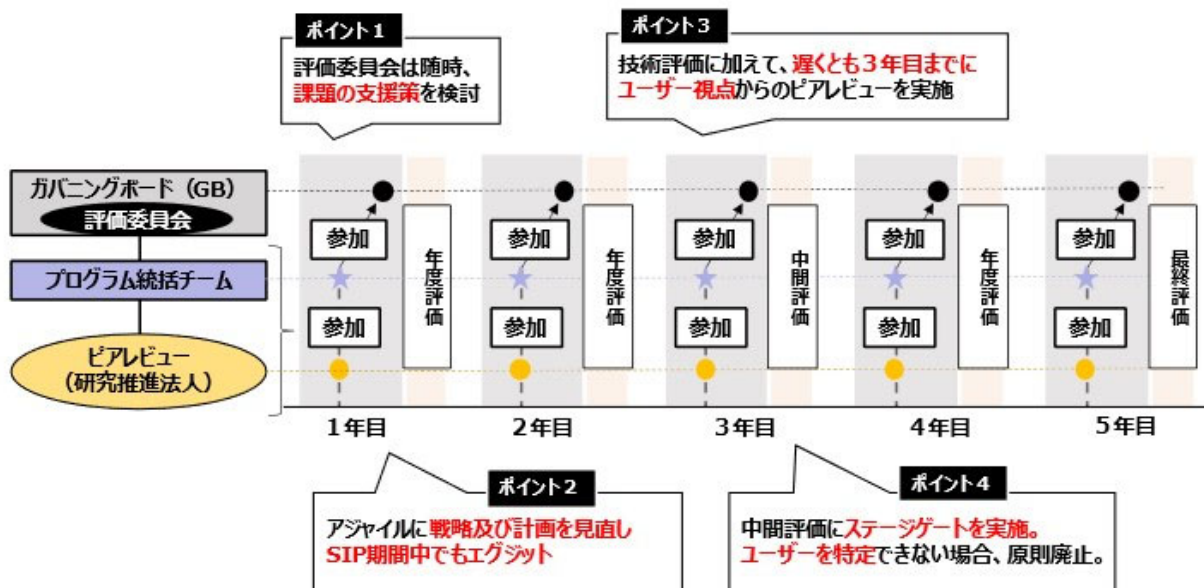 ポイント1
評価委員会は随時、
課題の支援策を検討
ポイント3
技術評価に加えて、遅くとも３年目までに
ユーザー視点からのピアレビューを実施
ガバニングボード（GB）
評価委員会
プログラム統括チーム
ピアレビュー
（研究推進法人）
参加
参加
年度評価
参加
参加
年度評価
参加
参加
中間評価
参加
参加
年度評価
参加
参加
最終評価
１年目
２年目
３年目
４年目
５年目
ポイント2
アジャイルに戦略及び計画を見直し
SIP期間中でもエグジット
ポイント4
中間評価にステージゲートを実施。
ユーザーを特定できない場合、原則廃止。